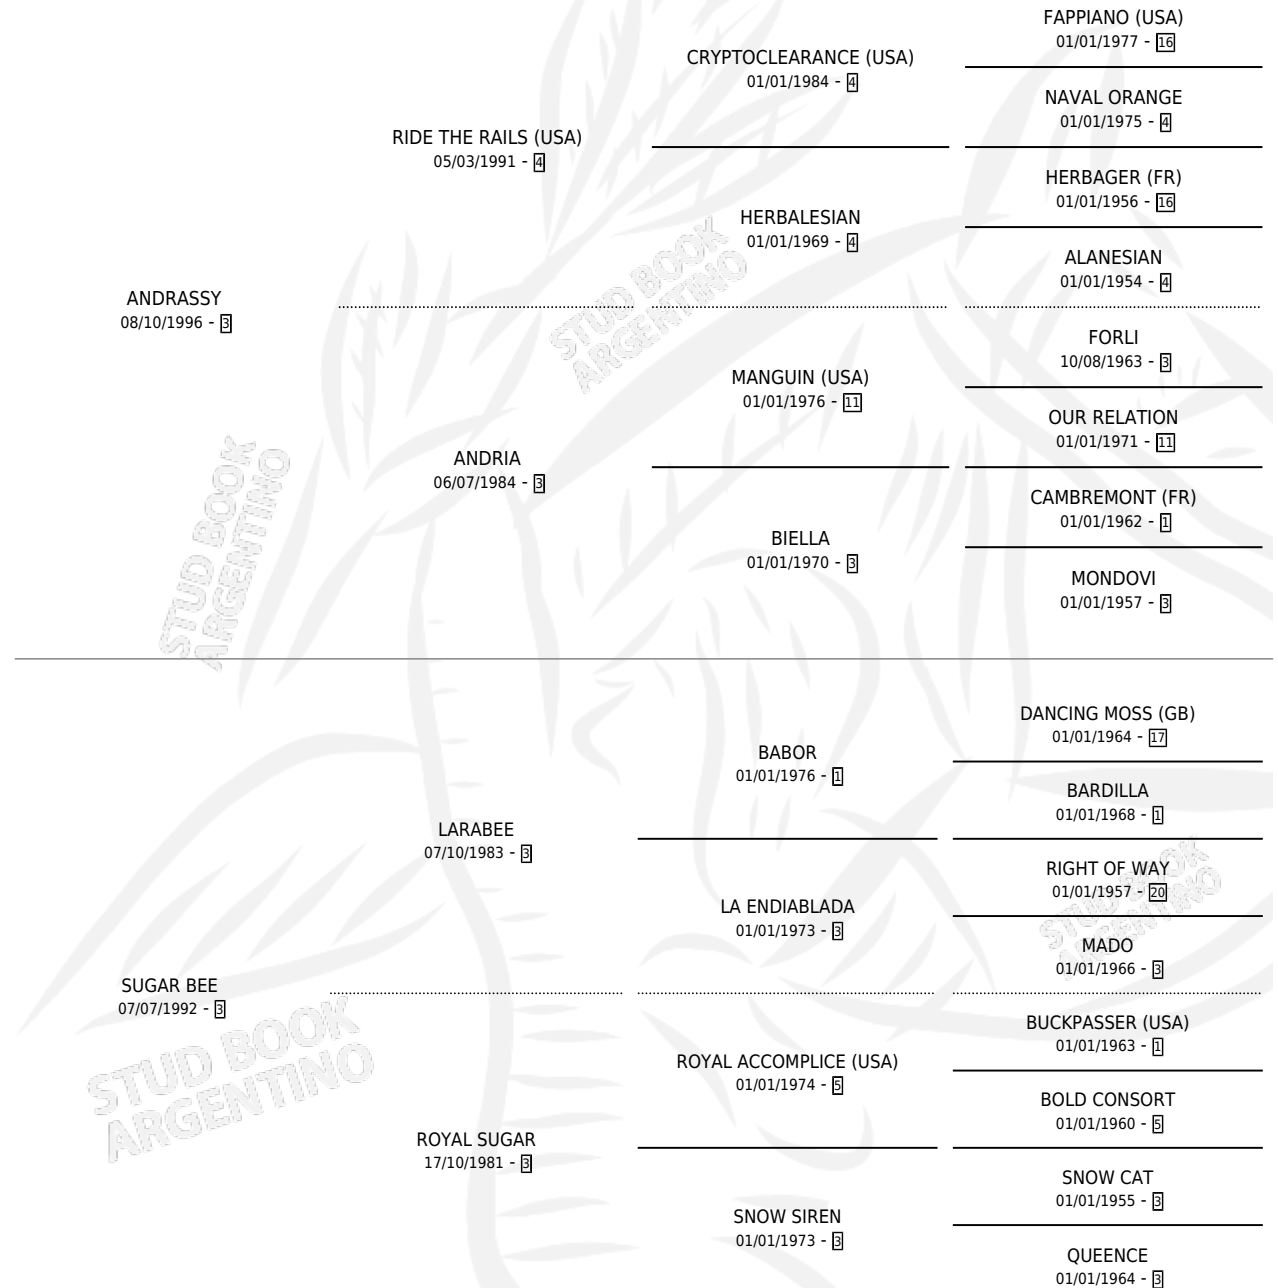 FAPPIANO (USA)
01/01/1977 - 16
CRYPTOCLEARANCE (USA)
01/01/1984 - 4
NAVAL ORANGE
01/01/1975 - 4
RIDE THE RAILS (USA)
05/03/1991 - 4
HERBAGER (FR)
01/01/1956 - 16
HERBALESIAN
01/01/1969 - 4
ALANESIAN
01/01/1954 - 4
STUD BOOK
ARGENTINO
ANDRASSY
08/10/1996 - 3
FORLI
10/08/1963 - 3
MANGUIN (USA)
01/01/1976 - 11
OUR RELATION
01/01/1971 - 11
ANDRIA
06/07/1984 - 3
CAMBREMONT (FR)
01/01/1962 - 1
BIELLA
01/01/1970 - 3
MONDOVI
01/01/1957 - 3
STUD BOOK
ARGENTINO
DANCING MOSS (GB)
01/01/1964 - 17
BABOR
01/01/1976 - 1
BARDILLA
01/01/1968 - 1
LARABEE
07/10/1983 - 3
RIGHT OF WAY
01/01/1957 - 20
LA ENDIABLADA
01/01/1973 - 3
MADO
01/01/1966 - 3
STUD BOOK
ARGENTINO
SUGAR BEE
07/07/1992 - 3
BUCKPASSER (USA)
01/01/1963 - 1
ROYAL ACCOMPLICE (USA)
01/01/1974 - 5
BOLD CONSORT
01/01/1960 - 5
STUD BOOK
ARGENTINO
ROYAL SUGAR
17/10/1981 - 3
SNOW CAT
01/01/1955 - 3
SNOW SIREN
01/01/1973 - 3
QUEENCE
01/01/1964 - 3